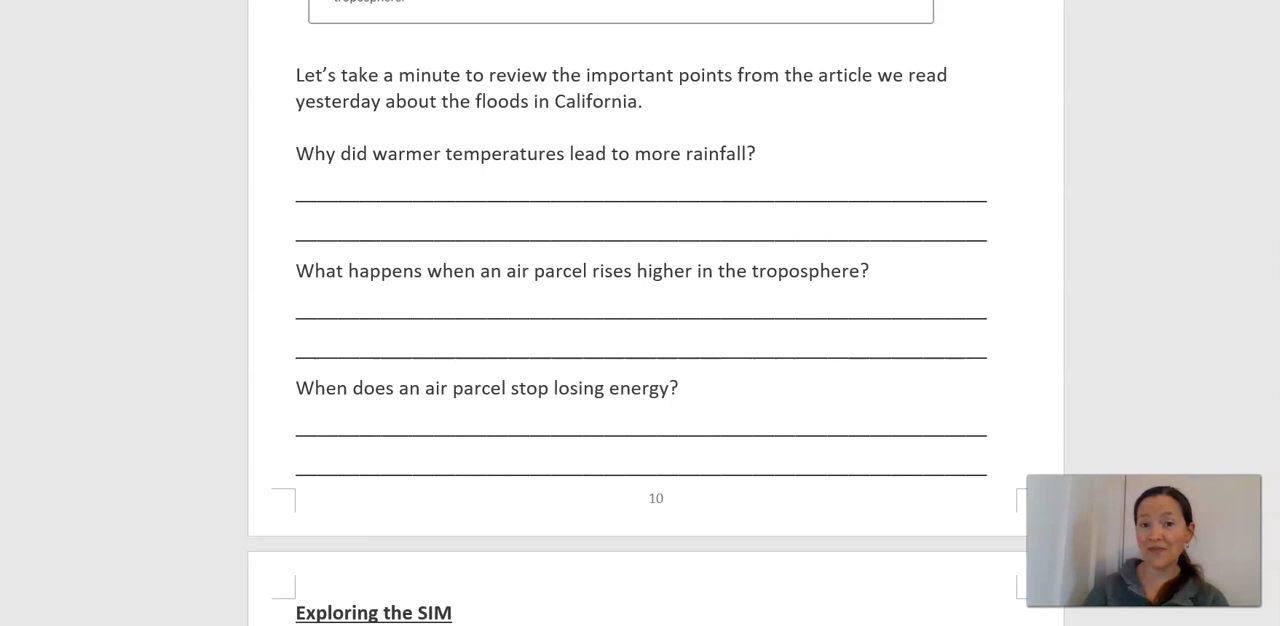 troposphere.
Let’s take a minute to review the important points from the article we read
yesterday about the floods in California.
Why did warmer temperatures lead to more rainfall?
What happens when an air parcel rises higher in the troposphere?
When does an air parcel stop losing energy?
10
Exploring the SIM